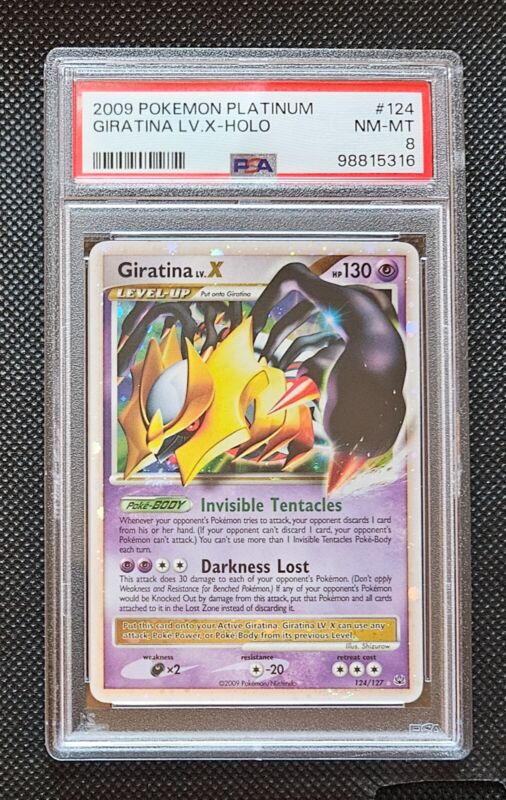 2009 POKEMON PLATINUM #124
GIRATINA LV.X-HOLO NM-MT
8
PSA 98815316
Giratina LV. X HP 130
LEVEL-UP Put onto Giratina
Poké-BODY Invisible Tentacles
Whenever your opponent's Pokémon tries to attack, your opponent discards 1 card
from his or her hand. (If your opponent can't discard 1 card, your opponent's
Pokémon can't attack.) You can't use more than 1 Invisible Tentacles Poké-Body
each turn.
Darkness Lost
This attack does 30 damage to each of your opponent's Pokémon. (Don't apply
Weakness and Resistance for Benched Pokémon.) If any of your opponent's Pokémon
would be Knocked Out by damage from this attack, put that Pokémon and all cards
attached to it in the Lost Zone instead of discarding it.
Put this card onto your Active Giratina. Giratina LV. X can use any
attack, Poké-Power, or Poké-Body from its previous Level.
Illus. Shizurow
weakness resistance retreat cost
×2 -20
©2009 Pokémon/Nintendo 124/127
PSA